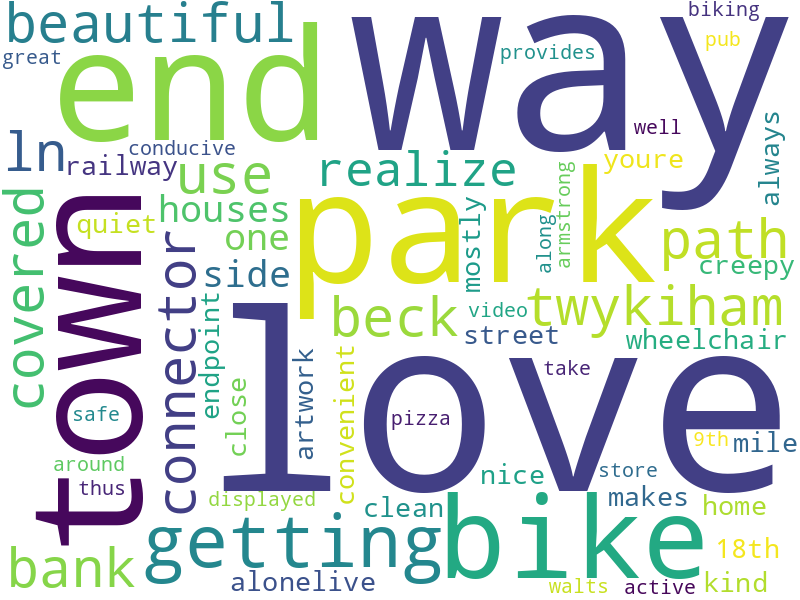 beautiful
way
biking
great
end
provides
pub
ln
railway
conducive
well
realize
youre
always
use
covered
quiet
houses
park
mostly
along
armstrong
path
one
creepy
town
connector
side
beck
video
twykiham
street
wheelchair
endpoint
love
close
artwork
convenient
take
safe
pizza
9th
mile
around
nice
store
thus
displayed
clean
makes
home
getting
bike
18th
bank
alonelive
walts
active
kind